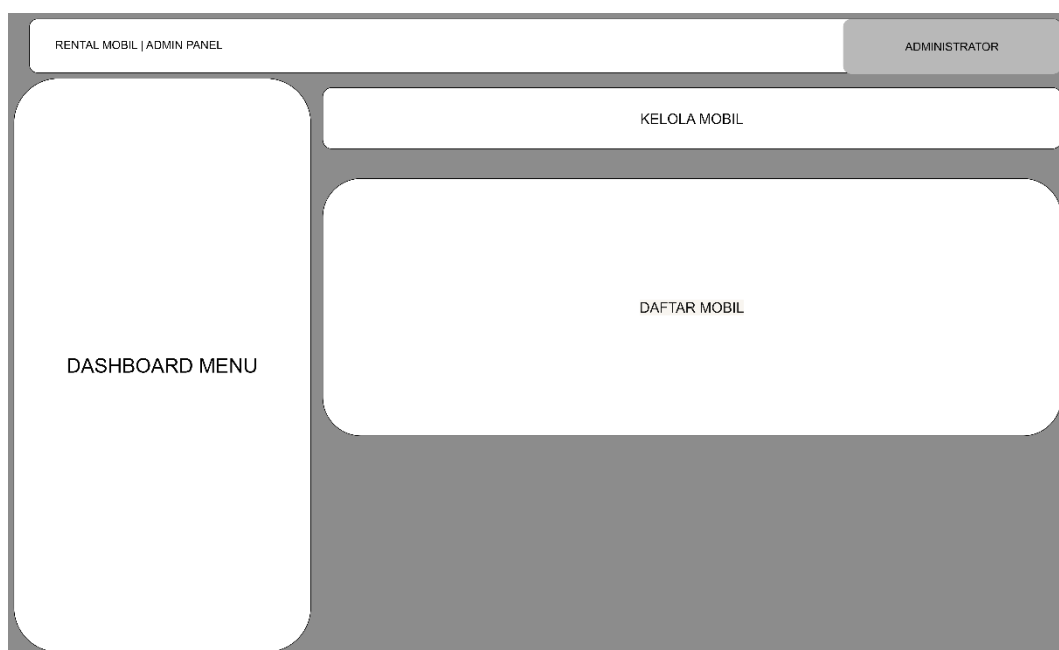 RENTAL MOBIL | ADMIN PANEL
ADMINISTRATOR
KELOLA MOBIL
DAFTAR MOBIL
DASHBOARD MENU